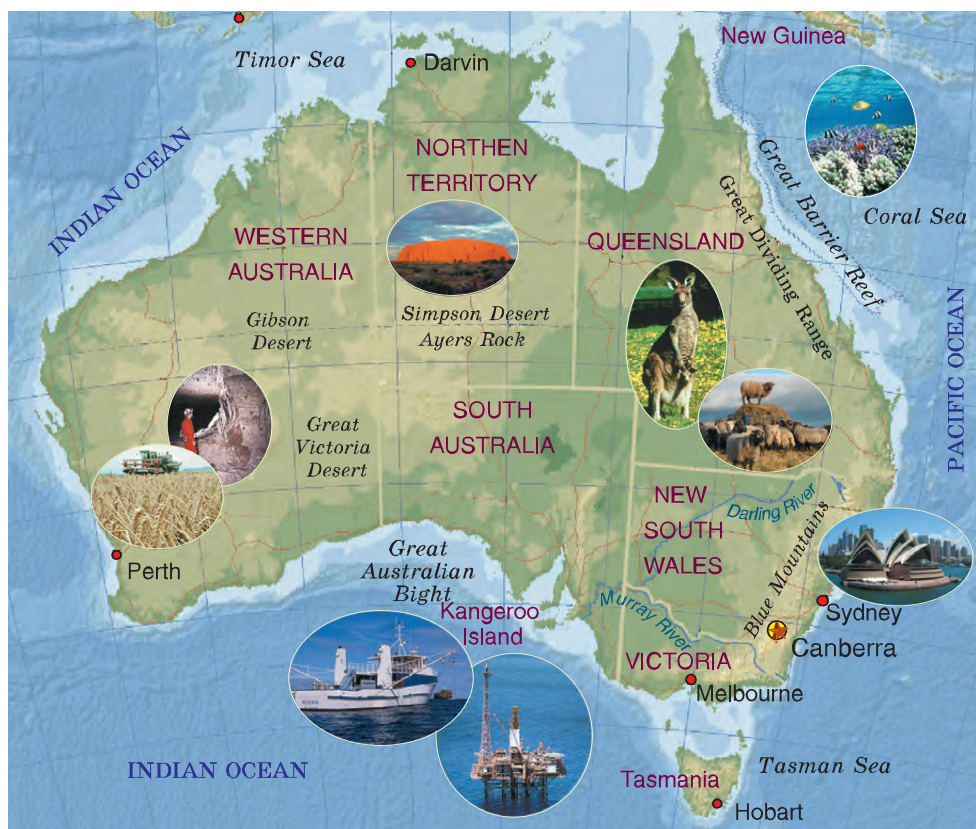 New Guinea
Timor Sea
Darvin
INDIAN OCEAN
NORTHEN
TERRITORY
Great Barrier Reef
Coral Sea
Great Dividing Range
WESTERN
AUSTRALIA
QUEENSLAND
Gibson
Desert
Simpson Desert
Ayers Rock
PACIFIC OCEAN
SOUTH
AUSTRALIA
Great
Victoria
Desert
NEW
SOUTH
WALES
Darling River
Blue Mountains
Perth
Great
Australian
Bight
Kangeroo
Island
Murray River
Sydney
Canberra
VICTORIA
Melbourne
INDIAN OCEAN
Tasmania
Tasman Sea
Hobart